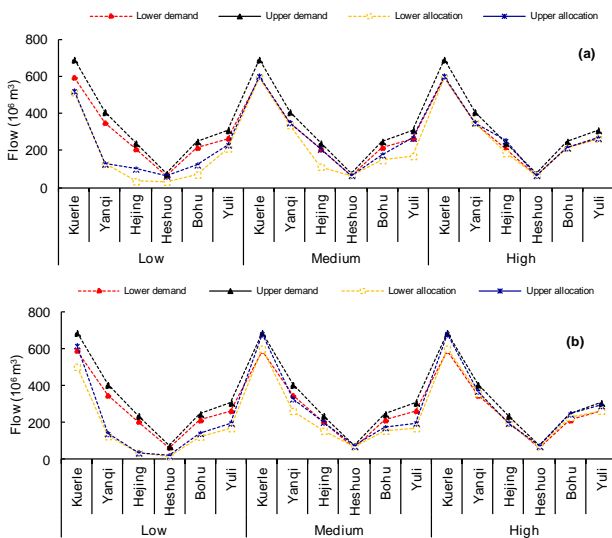 Lower demand Upper demand Lower allocation Upper allocation
(a)
800
600
400
200
0
Flow (10⁶ m³)
Kuerle Yanqi Hejing Heshuo Bohu Yuli Kuerle Yanqi Hejing Heshuo Bohu Yuli Kuerle Yanqi Hejing Heshuo Bohu Yuli
Low Medium High
Lower demand Upper demand Lower allocation Upper allocation
(b)
800
600
400
200
0
Flow (10⁶ m³)
Kuerle Yanqi Hejing Heshuo Bohu Yuli Kuerle Yanqi Hejing Heshuo Bohu Yuli Kuerle Yanqi Hejing Heshuo Bohu Yuli
Low Medium High